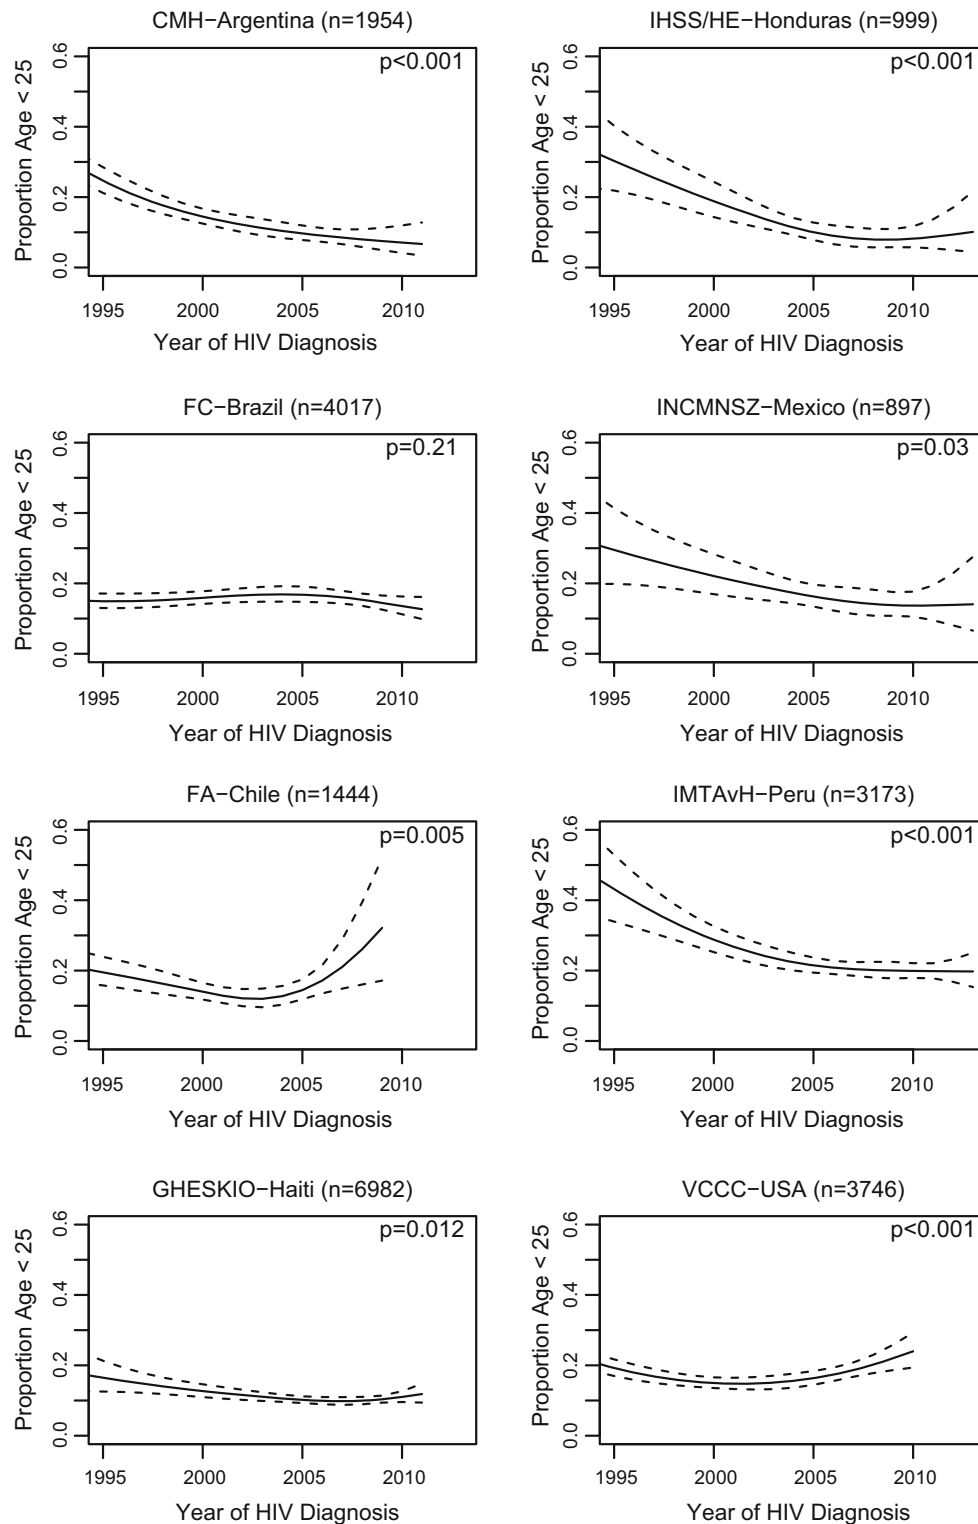 CMH−Argentina (n=1954)
p<0.001
Proportion Age < 25
0.6
0.4
0.2
0.0
1995 2000 2005 2010
Year of HIV Diagnosis
IHSS/HE−Honduras (n=999)
p<0.001
Proportion Age < 25
0.6
0.4
0.2
0.0
1995 2000 2005 2010
Year of HIV Diagnosis
FC−Brazil (n=4017)
p=0.21
Proportion Age < 25
0.6
0.4
0.2
0.0
1995 2000 2005 2010
Year of HIV Diagnosis
INCMNSZ−Mexico (n=897)
p=0.03
Proportion Age < 25
0.6
0.4
0.2
0.0
1995 2000 2005 2010
Year of HIV Diagnosis
FA−Chile (n=1444)
p=0.005
Proportion Age < 25
0.6
0.4
0.2
0.0
1995 2000 2005 2010
Year of HIV Diagnosis
IMTAvH−Peru (n=3173)
p<0.001
Proportion Age < 25
0.6
0.4
0.2
0.0
1995 2000 2005 2010
Year of HIV Diagnosis
GHESKIO−Haiti (n=6982)
p=0.012
Proportion Age < 25
0.6
0.4
0.2
0.0
1995 2000 2005 2010
Year of HIV Diagnosis
VCCC−USA (n=3746)
p<0.001
Proportion Age < 25
0.6
0.4
0.2
0.0
1995 2000 2005 2010
Year of HIV Diagnosis